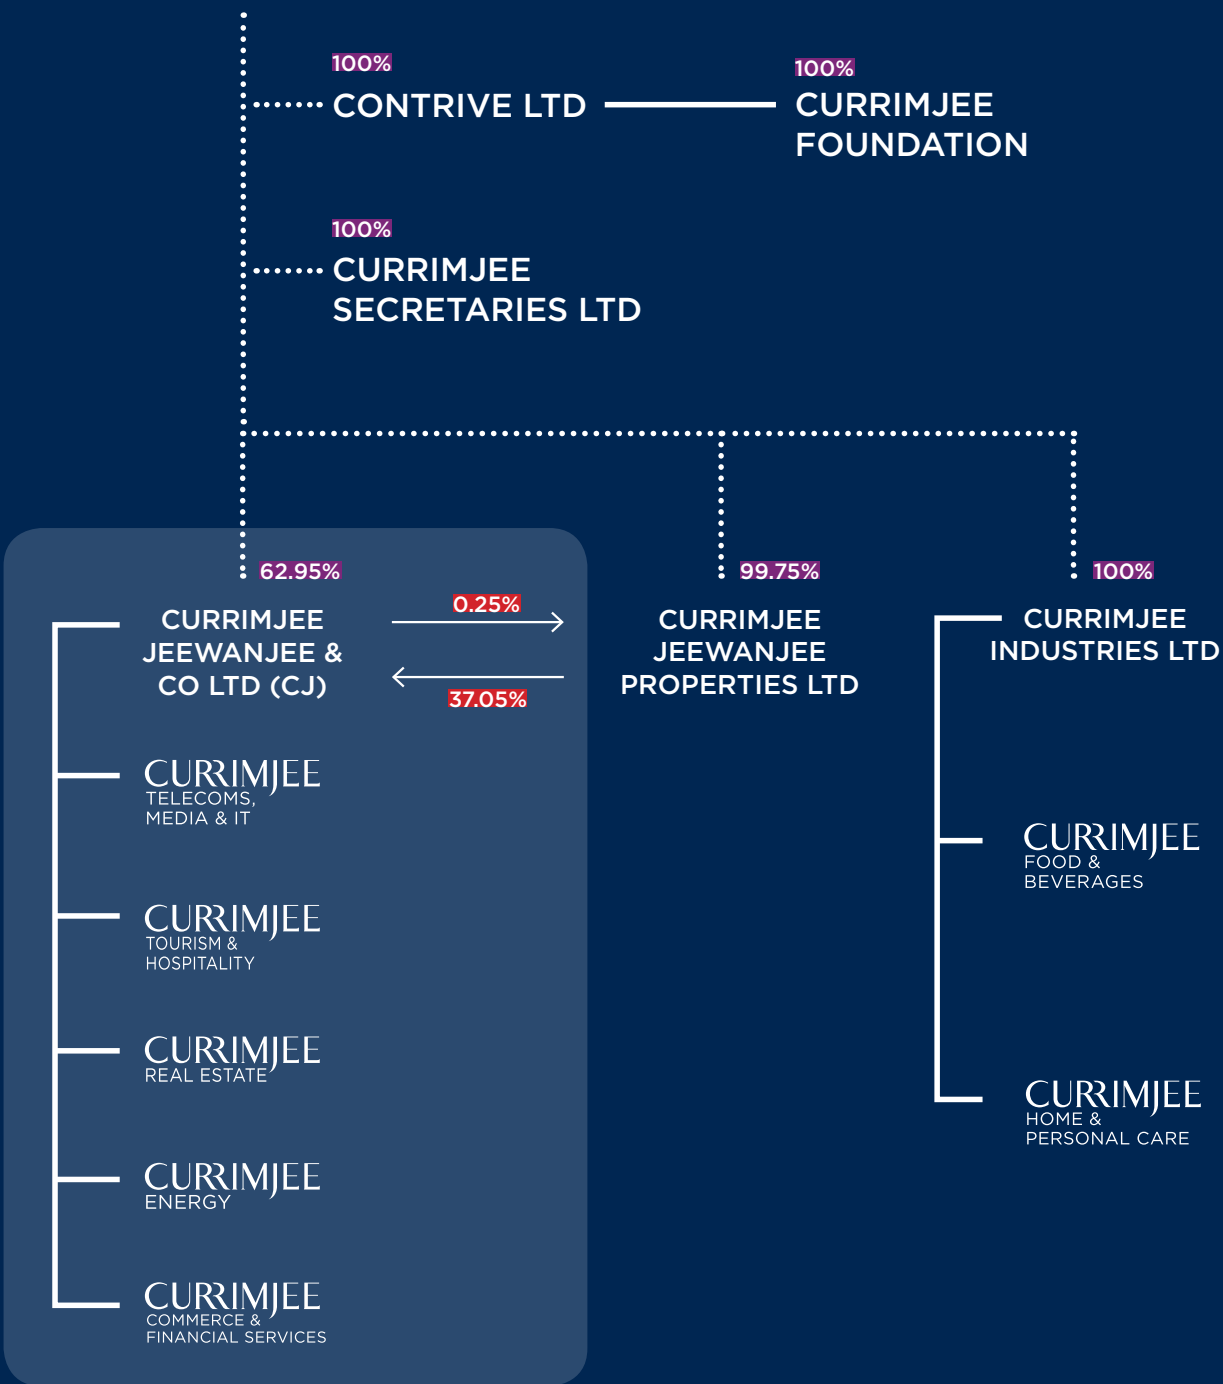 100%
CONTRIVE LTD
100%
CURRIMJEE
FOUNDATION
100%
CURRIMJEE
SECRETARIES LTD
62.95%
CURRIMJEE
JEEWANJEE &
CO LTD (CJ)
0.25%
37.05%
99.75%
CURRIMJEE
JEEWANJEE
PROPERTIES LTD
100%
CURRIMJEE
INDUSTRIES LTD
CURRIMJEE
TELECOMS,
MEDIA & IT
CURRIMJEE
TOURISM &
HOSPITALITY
CURRIMJEE
REAL ESTATE
CURRIMJEE
ENERGY
CURRIMJEE
COMMERCE &
FINANCIAL SERVICES
CURRIMJEE
FOOD &
BEVERAGES
CURRIMJEE
HOME &
PERSONAL CARE